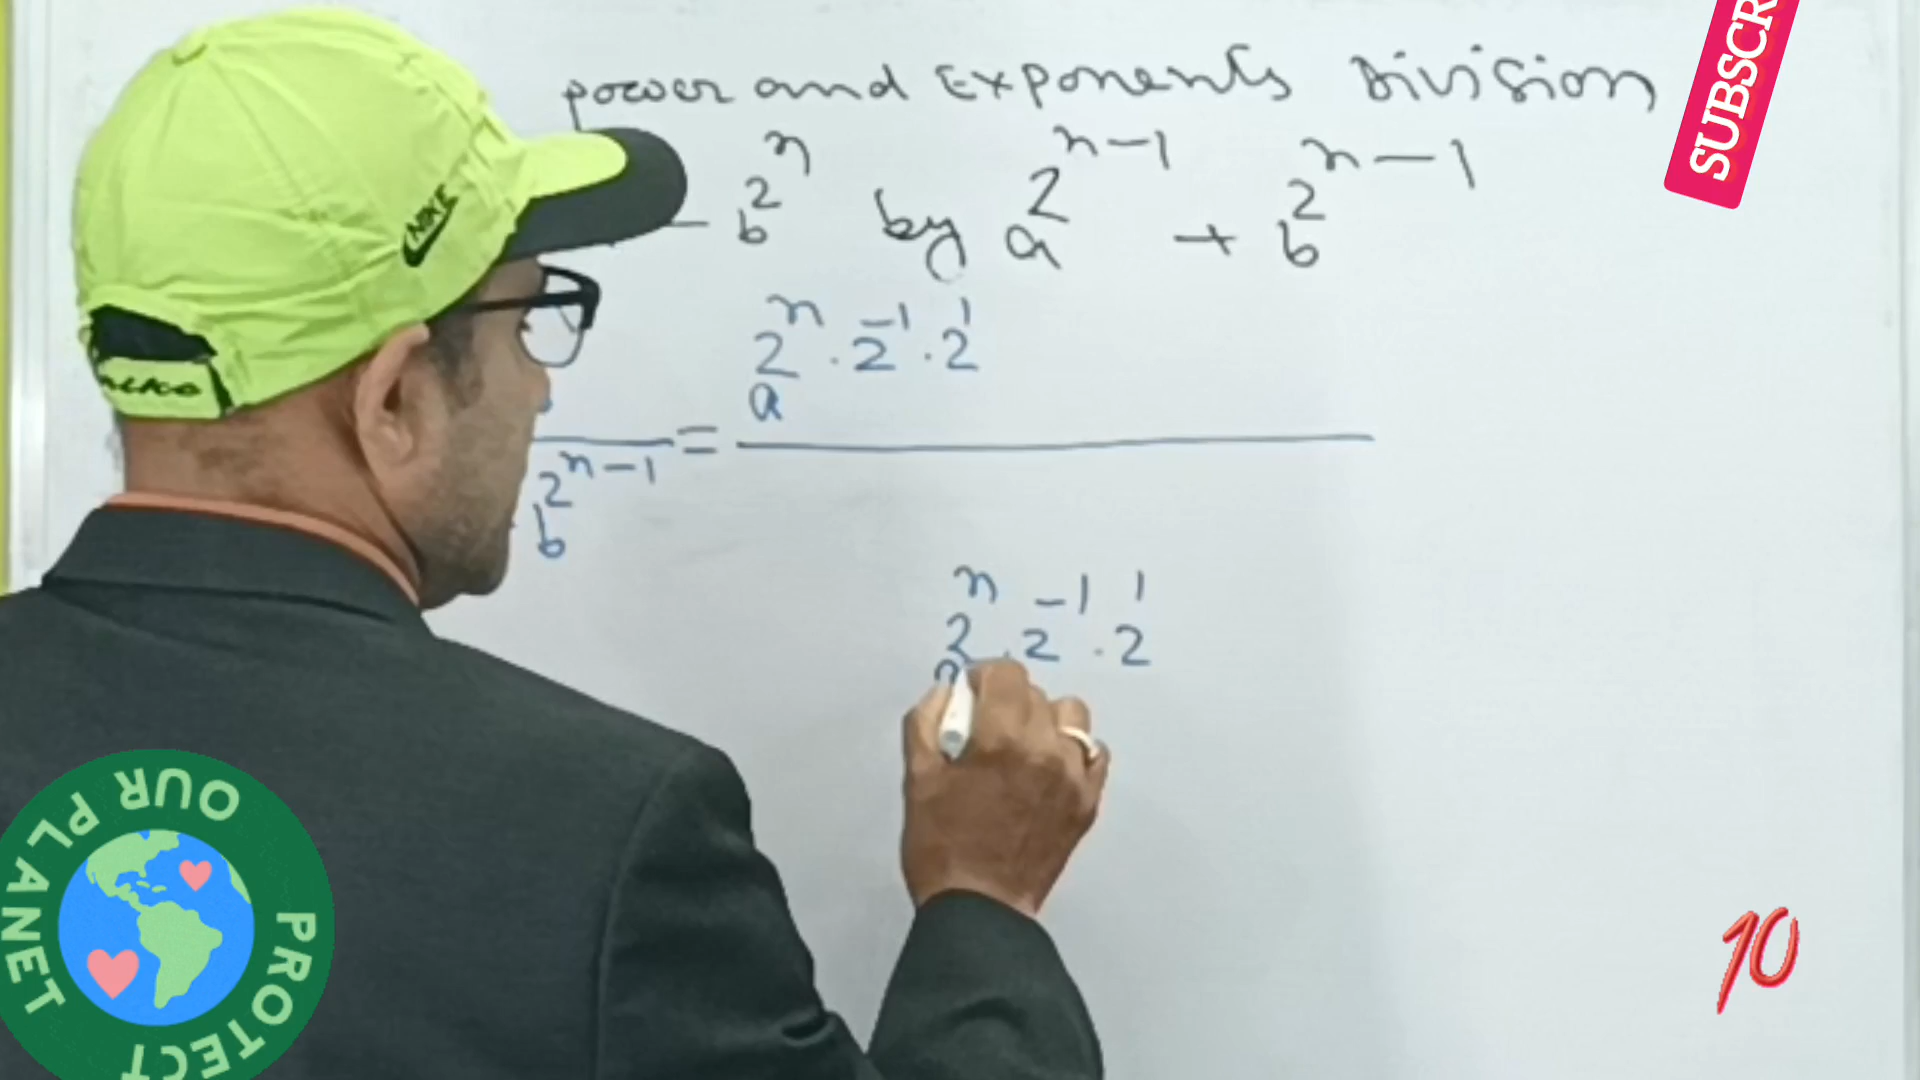 power and Exponents Division
- b^2^n by a^2^n-1 + b^2^n-1
a^2^n . 2^-1 . 2^1
=
b^2^n-1
2^n . 2^-1 . 2^1
SUBSCR
NIKE
PROTECT OUR PLANET
10